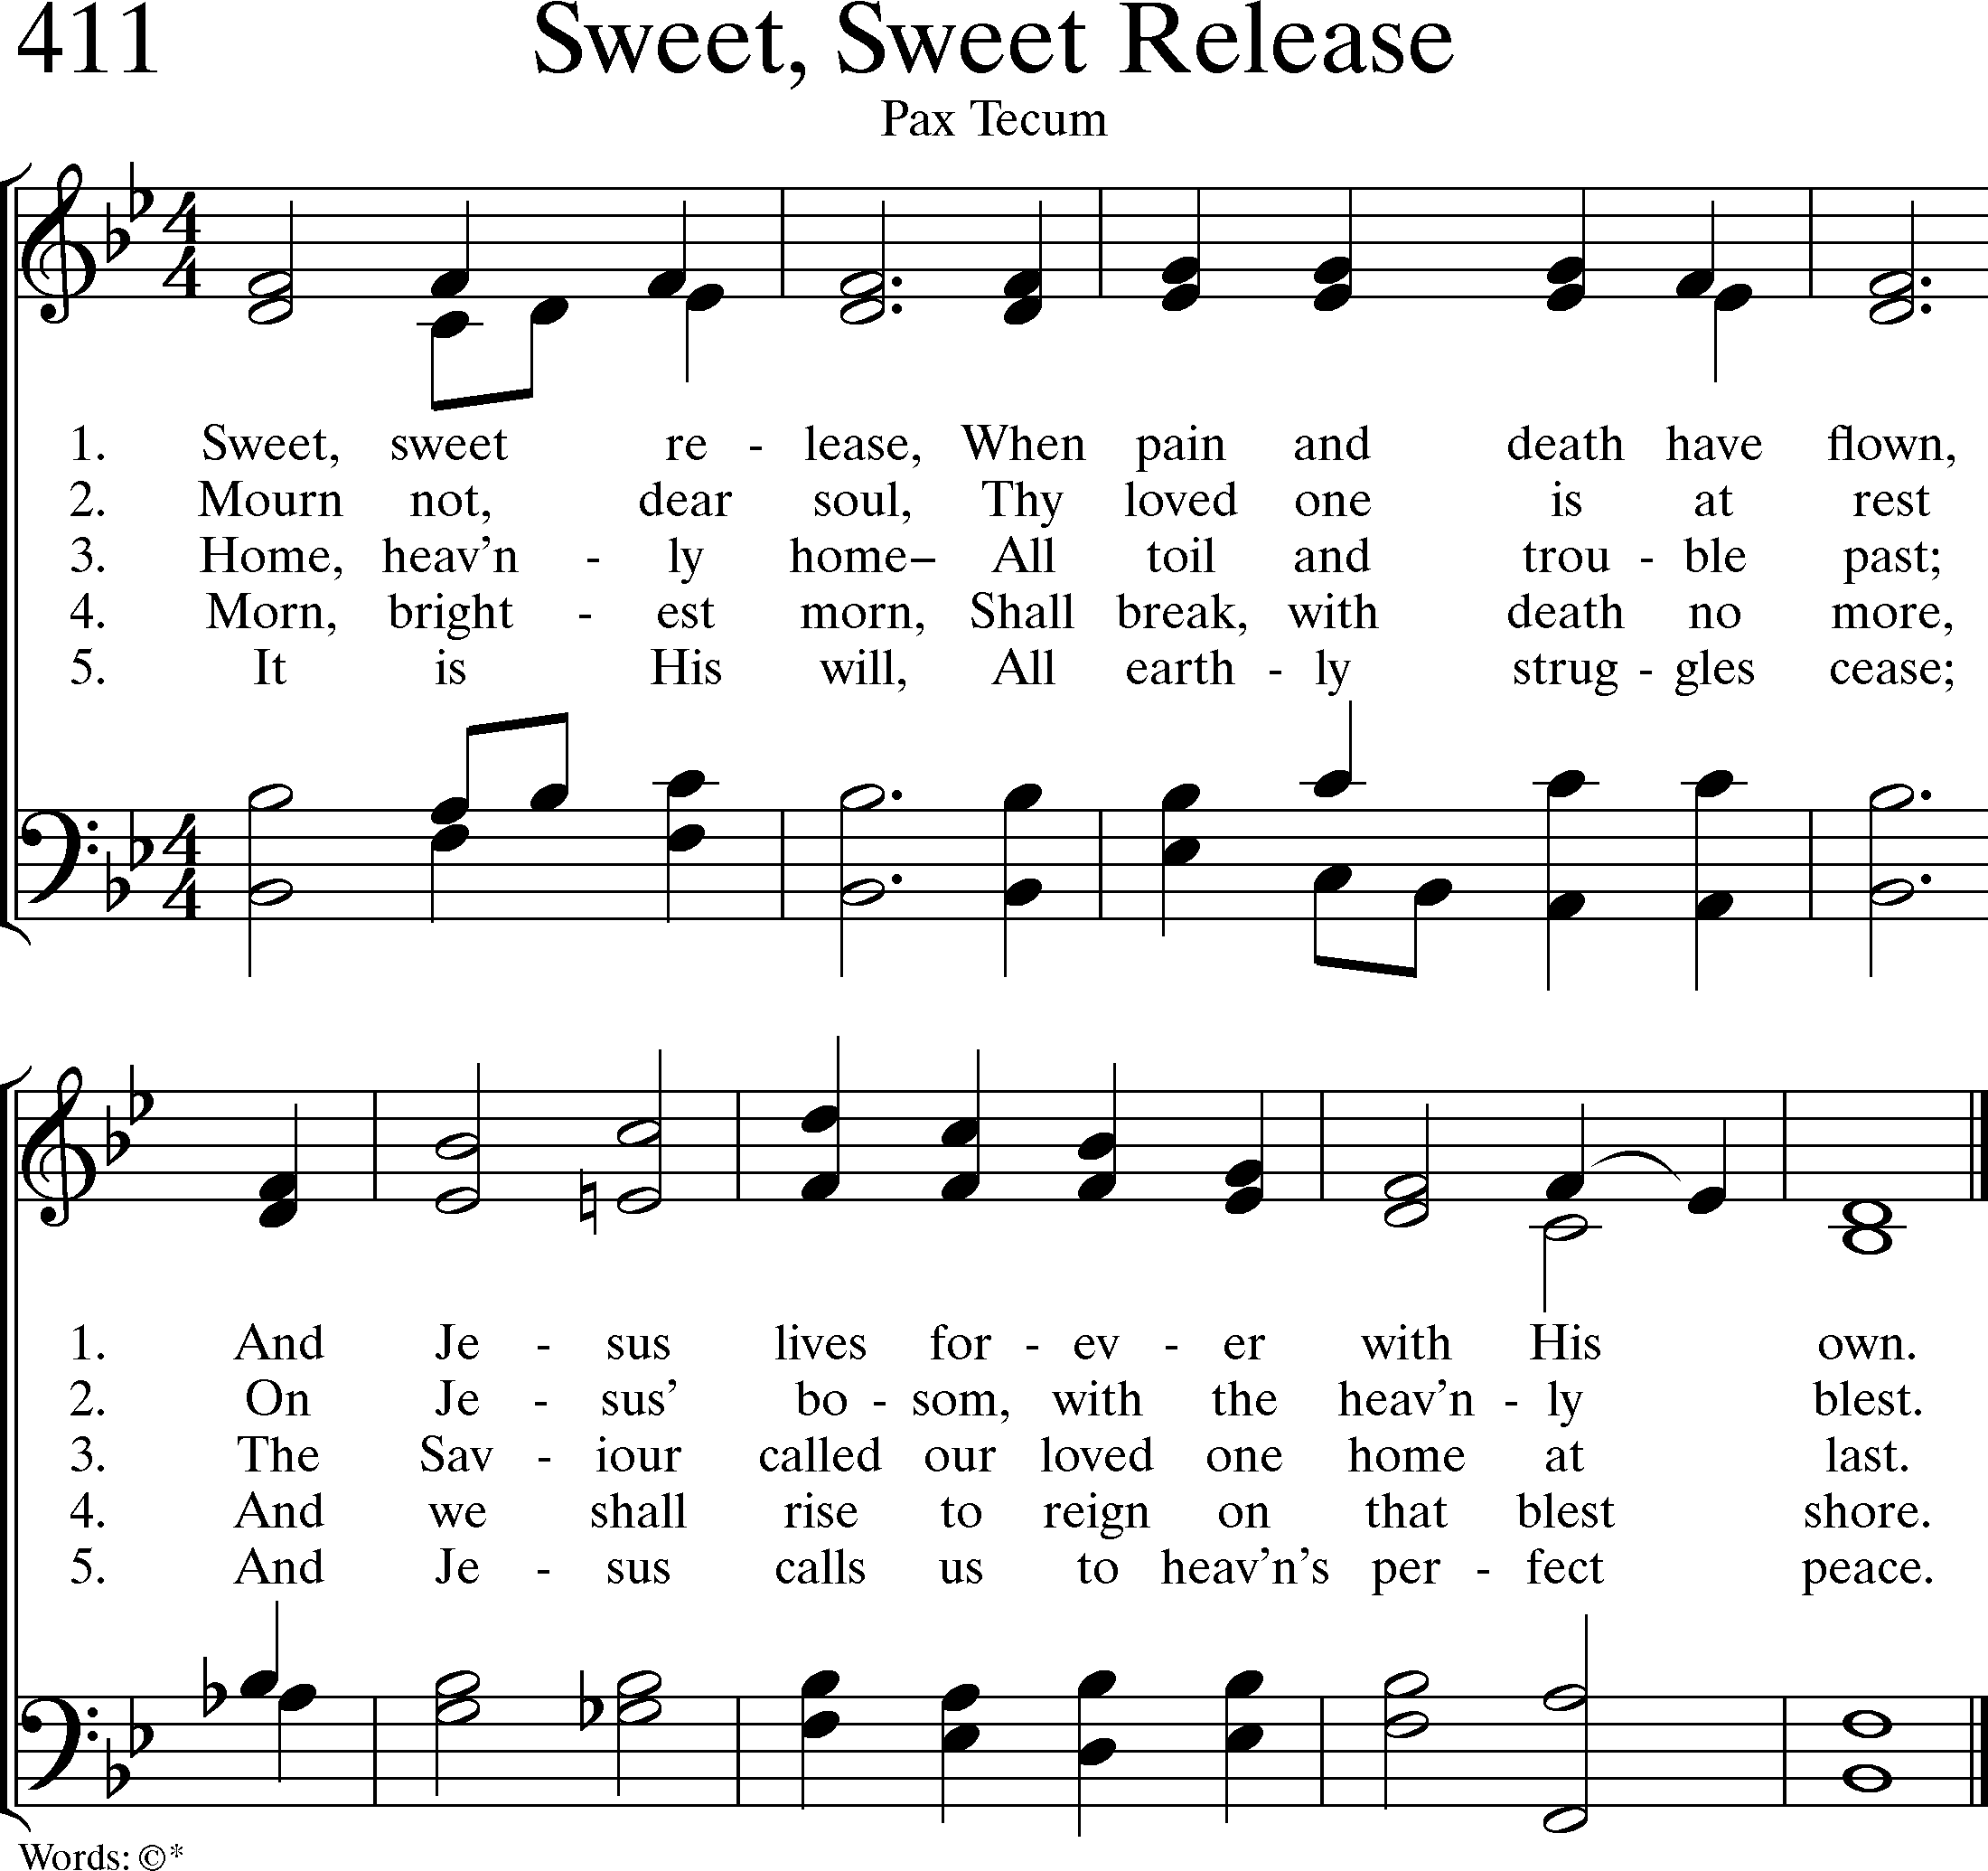 411 Sweet, Sweet Release
Pax Tecum
1. Sweet, sweet re - lease, When pain and death have flown,
2. Mourn not, dear soul, Thy loved one is at rest
3. Home, heav'n - ly home– All toil and trou - ble past;
4. Morn, bright - est morn, Shall break, with death no more,
5. It is His will, All earth - ly strug - gles cease;
1. And Je - sus lives for - ev - er with His own.
2. On Je - sus' bo - som, with the heav'n - ly blest.
3. The Sav - iour called our loved one home at last.
4. And we shall rise to reign on that blest shore.
5. And Je - sus calls us to heav'n's per - fect peace.
Words: ©*